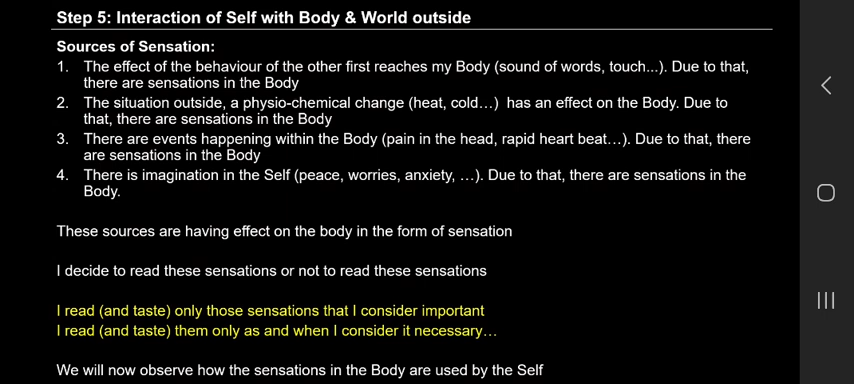 Step 5: Interaction of Self with Body & World outside
Sources of Sensation:
1. The effect of the behaviour of the other first reaches my Body (sound of words, touch...). Due to that,
there are sensations in the Body
2. The situation outside, a physio-chemical change (heat, cold…) has an effect on the Body. Due to
that, there are sensations in the Body
3. There are events happening within the Body (pain in the head, rapid heart beat…). Due to that, there
are sensations in the Body
4. There is imagination in the Self (peace, worries, anxiety, …). Due to that, there are sensations in the
Body.
These sources are having effect on the body in the form of sensation
I decide to read these sensations or not to read these sensations
I read (and taste) only those sensations that I consider important
I read (and taste) them only as and when I consider it necessary…
We will now observe how the sensations in the Body are used by the Self